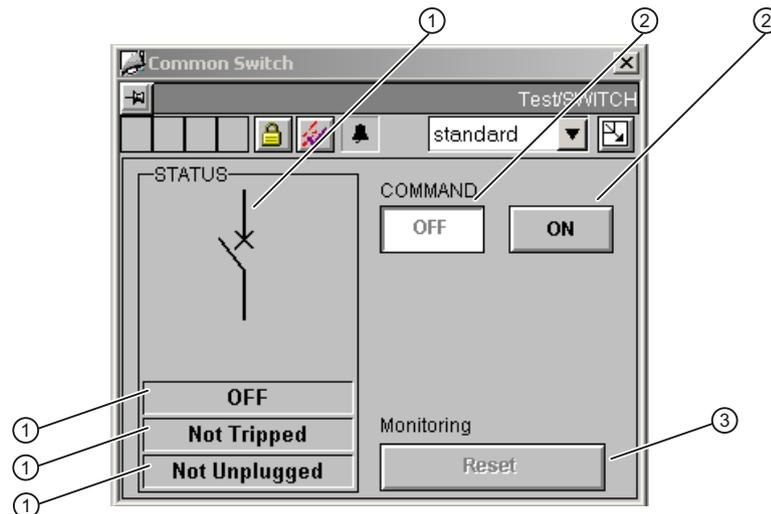 ① ② ②
Common Switch
Test/SWITCH
standard
STATUS
COMMAND
OFF ON
OFF
①
Not Tripped
①
Not Unplugged
①
Monitoring
Reset
③